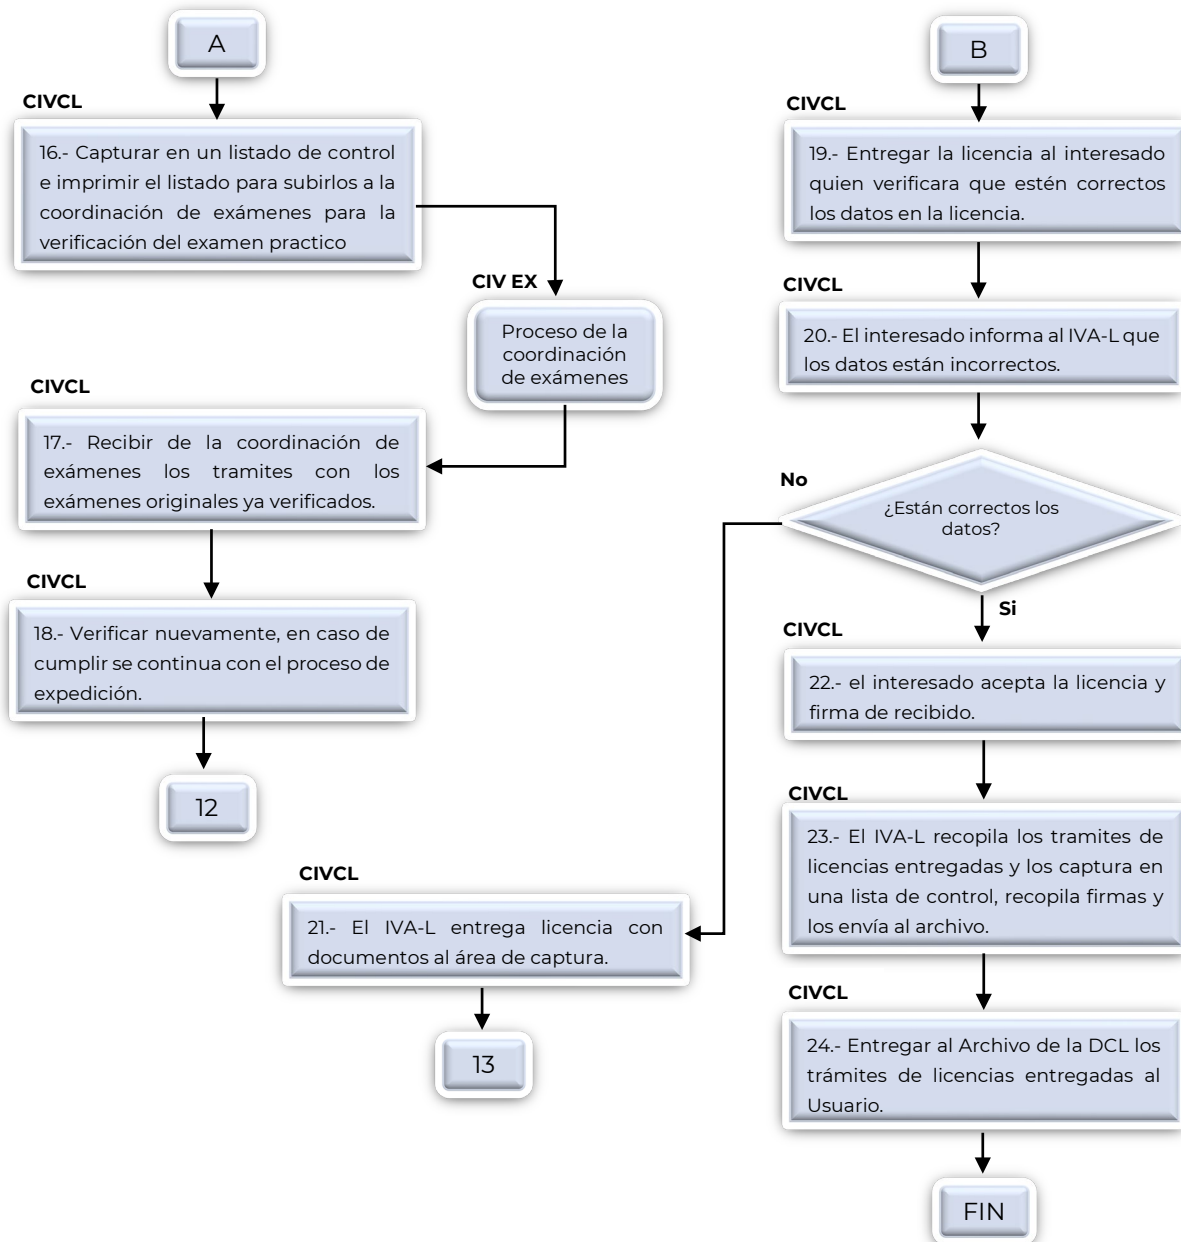 A
CIVCL
16.- Capturar en un listado de control
e imprimir el listado para subirlos a la
coordinación de exámenes para la
verificación del examen practico
CIV EX
Proceso de la
coordinación
de exámenes
CIVCL
17.- Recibir de la coordinación de
exámenes los tramites con los
exámenes originales ya verificados.
CIVCL
18.- Verificar nuevamente, en caso de
cumplir se continua con el proceso de
expedición.
12
B
CIVCL
19.- Entregar la licencia al interesado
quien verificara que estén correctos
los datos en la licencia.
CIVCL
20.- El interesado informa al IVA-L que
los datos están incorrectos.
No
¿Están correctos los
datos?
Si
CIVCL
21.- El IVA-L entrega licencia con
documentos al área de captura.
13
CIVCL
22.- el interesado acepta la licencia y
firma de recibido.
CIVCL
23.- El IVA-L recopila los tramites de
licencias entregadas y los captura en
una lista de control, recopila firmas y
los envía al archivo.
CIVCL
24.- Entregar al Archivo de la DCL los
trámites de licencias entregadas al
Usuario.
FIN